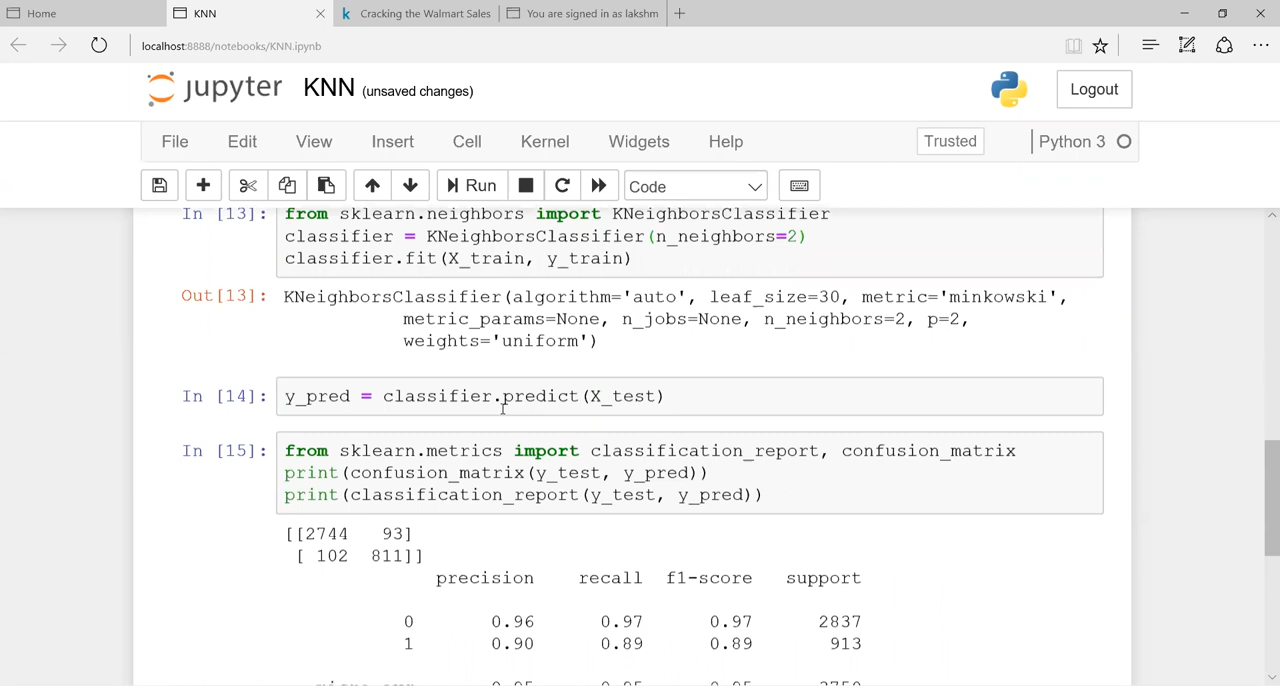 Home
KNN
Cracking the Walmart Sales
You are signed in as lakshm
localhost:8888/notebooks/KNN.ipynb
jupyter KNN (unsaved changes)
Logout
File Edit View Insert Cell Kernel Widgets Help Trusted Python 3
Run Code
In [13]: from sklearn.neighbors import KNeighborsClassifier
classifier = KNeighborsClassifier(n_neighbors=2)
classifier.fit(X_train, y_train)
Out[13]: KNeighborsClassifier(algorithm='auto', leaf_size=30, metric='minkowski',
metric_params=None, n_jobs=None, n_neighbors=2, p=2,
weights='uniform')
In [14]: y_pred = classifier.predict(X_test)
In [15]: from sklearn.metrics import classification_report, confusion_matrix
print(confusion_matrix(y_test, y_pred))
print(classification_report(y_test, y_pred))
[[2744 93]
[ 102 811]]
precision recall f1-score support
0 0.96 0.97 0.97 2837
1 0.90 0.89 0.89 913